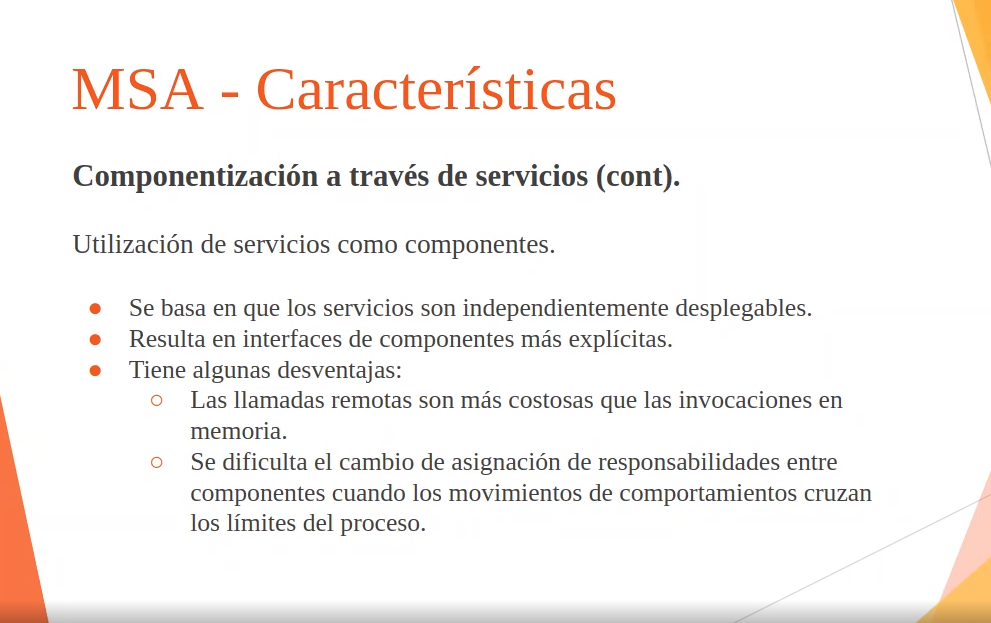 MSA - Características
Componentización a través de servicios (cont).
Utilización de servicios como componentes.
● Se basa en que los servicios son independientemente desplegables.
● Resulta en interfaces de componentes más explícitas.
● Tiene algunas desventajas:
○ Las llamadas remotas son más costosas que las invocaciones en
memoria.
○ Se dificulta el cambio de asignación de responsabilidades entre
componentes cuando los movimientos de comportamientos cruzan
los límites del proceso.